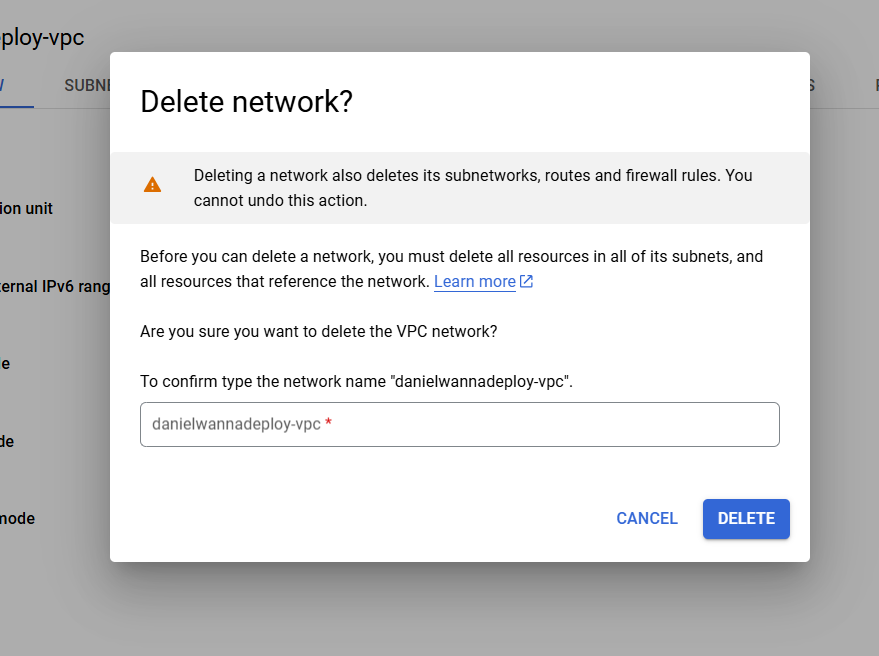 ploy-vpc
SUBN
S
Delete network?
Deleting a network also deletes its subnetworks, routes and firewall rules. You
cannot undo this action.
ion unit
Before you can delete a network, you must delete all resources in all of its subnets, and
all resources that reference the network. Learn more
ternal IPv6 rang
Are you sure you want to delete the VPC network?
e
To confirm type the network name "danielwannadeploy-vpc".
danielwannadeploy-vpc *
de
mode
CANCEL
DELETE